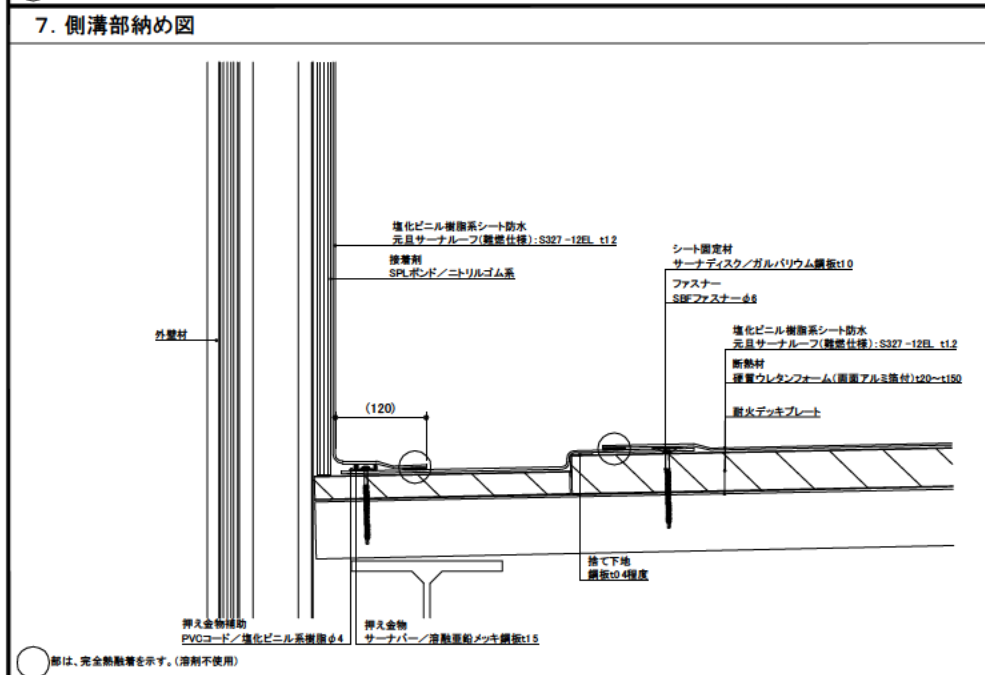 7. 側溝部納め図
塩化ビニル樹脂系シート防水
元旦サーナルーフ(難燃仕様):S327-12EL t1.2
接着剤
SPLボンド/ニトリルゴム系
シート固定材
サーナディスク/ガルバリウム鋼板t1.0
ファスナー
SBFファスナーφ6
外壁材
塩化ビニル樹脂系シート防水
元旦サーナルーフ(難燃仕様):S327-12EL t1.2
断熱材
硬質ウレタンフォーム(両面アルミ箔付)t20~t150
耐火デッキプレート
(120)
捨て下地
鋼板t0.4程度
押え金物補助
PVCコード/塩化ビニル系樹脂φ4
押え金物
サーナバー/溶融亜鉛メッキ鋼板t1.5
部は、完全熱融着を示す。(溶剤不使用)